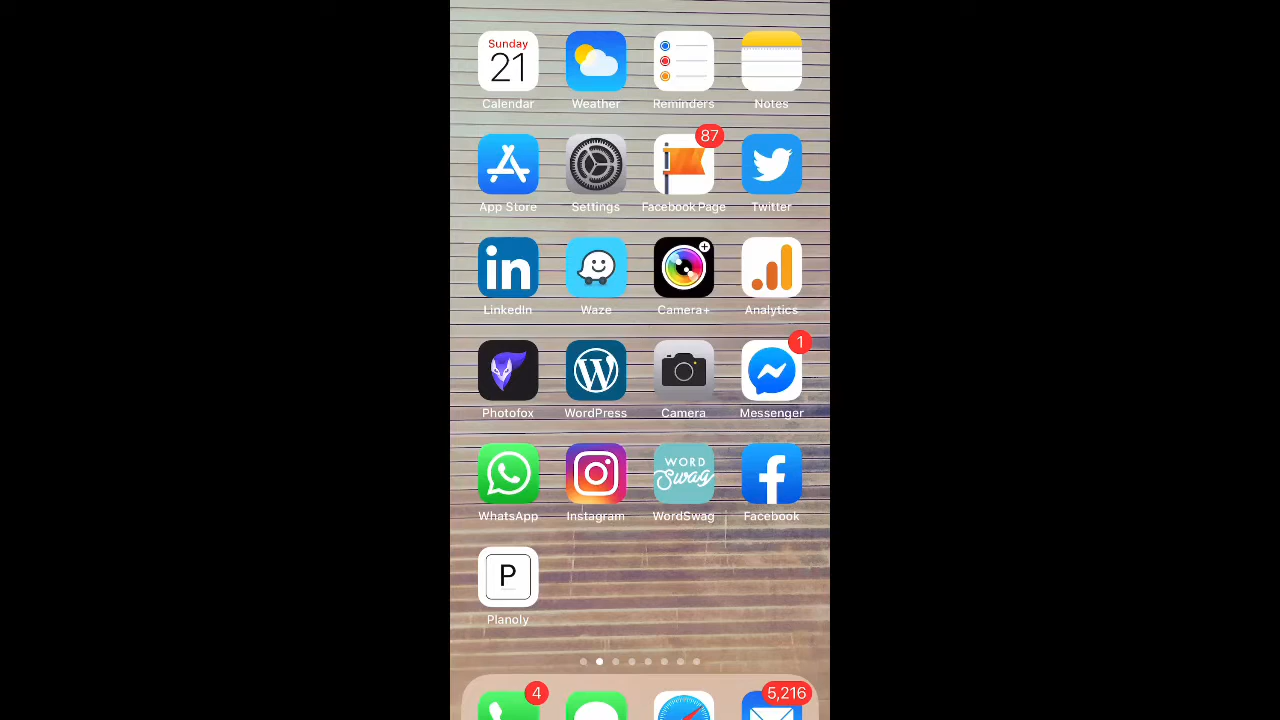 Sunday
21
Calendar
Weather
Reminders
Notes
App Store
Settings
87
Facebook Page
Twitter
in
LinkedIn
Waze
Camera+
Analytics
Photofox
W
WordPress
Camera
1
Messenger
WhatsApp
Instagram
WORD
Swag
WordSwag
f
Facebook
P
Planoly
4
5,216